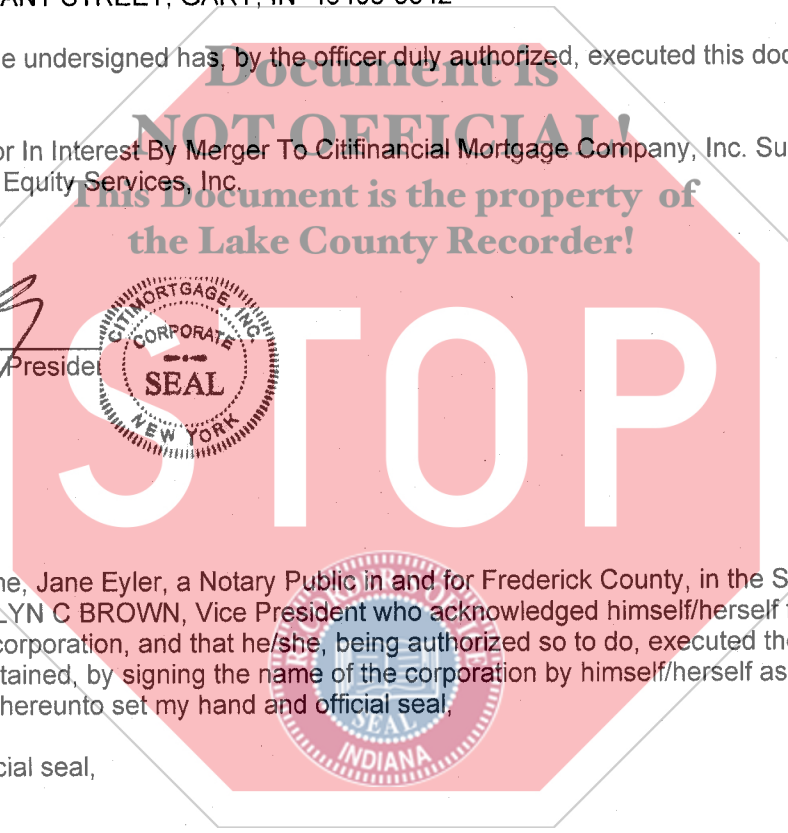 STREET, GARY, IN
e undersigned has, by the officer duly authorized, executed this doc
Document is
NOT OFFICIAL!
or In Interest By Merger To Citifinancial Mortgage Company, Inc. Su
Equity Services, Inc.
This Document is the property of
the Lake County Recorder!
CITIMORTGAGE, INC
CORPORATE
SEAL
NEW YORK
Presiden
STOP
ne, Jane Eyler, a Notary Public in and for Frederick County, in the S
LYN C BROWN, Vice President who acknowledged himself/herself
corporation, and that he/she, being authorized so to do, executed the
tained, by signing the name of the corporation by himself/herself as
hereunto set my hand and official seal,
RECORDER'S OFFICE
SEAL
INDIANA
cial seal,